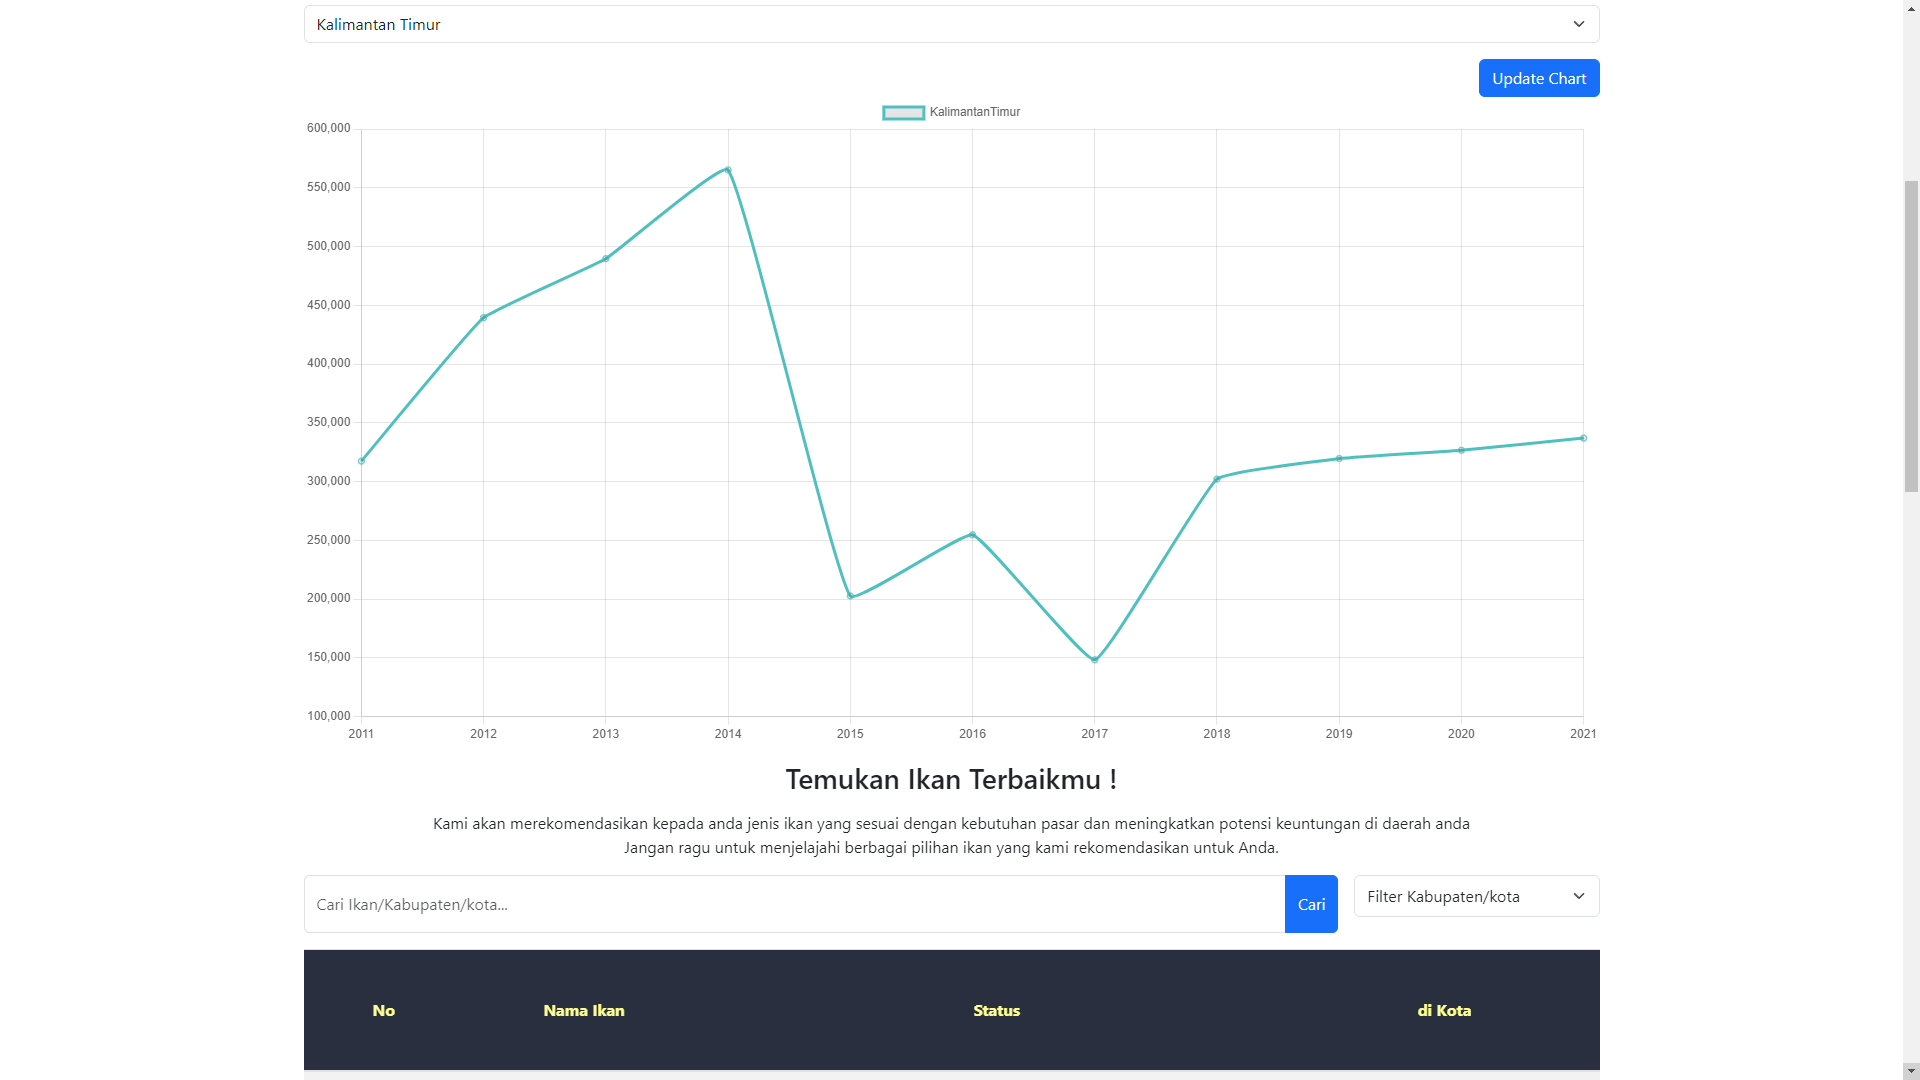 Kalimantan Timur
Update Chart
KalimantanTimur
600,000
550,000
500,000
450,000
400,000
350,000
300,000
250,000
200,000
150,000
100,000
2011 2012 2013 2014 2015 2016 2017 2018 2019 2020 2021
Temukan Ikan Terbaikmu !
Kami akan merekomendasikan kepada anda jenis ikan yang sesuai dengan kebutuhan pasar dan meningkatkan potensi keuntungan di daerah anda
Jangan ragu untuk menjelajahi berbagai pilihan ikan yang kami rekomendasikan untuk Anda.
Cari Ikan/Kabupaten/kota... Cari Filter Kabupaten/kota
No Nama Ikan Status di Kota